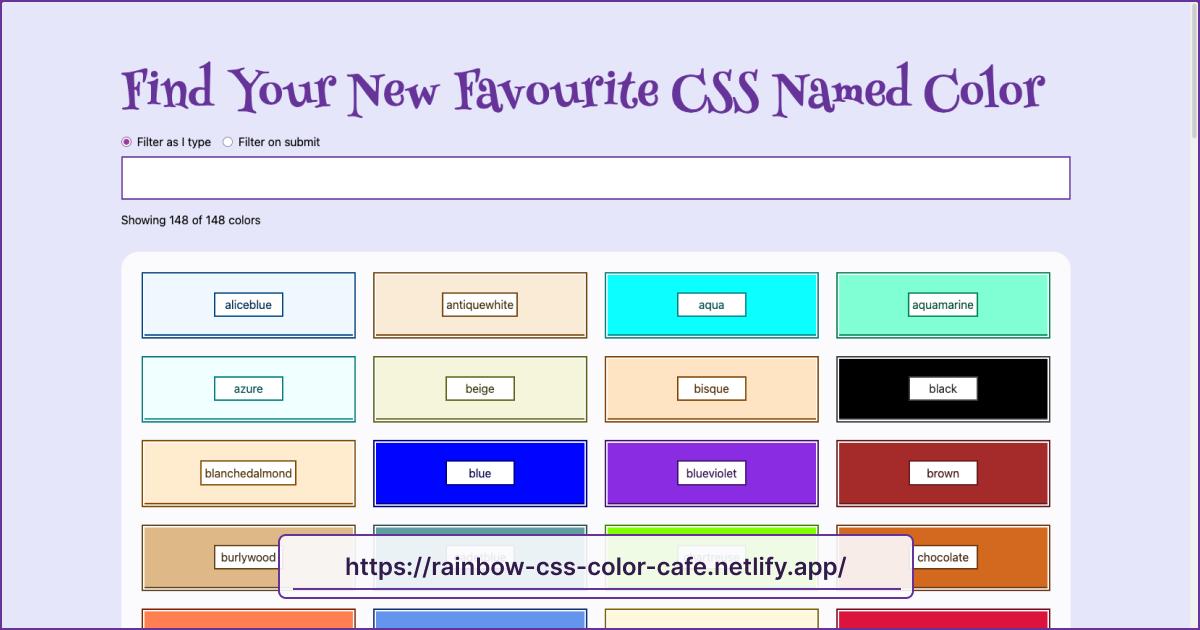 Find Your New Favourite CSS Named Color
Filter as I type Filter on submit
Showing 148 of 148 colors
aliceblue antiquewhite aqua aquamarine
azure beige bisque black
blanchedalmond blue blueviolet brown
burlywood cadetblue chartreuse chocolate
https://rainbow-css-color-cafe.netlify.app/